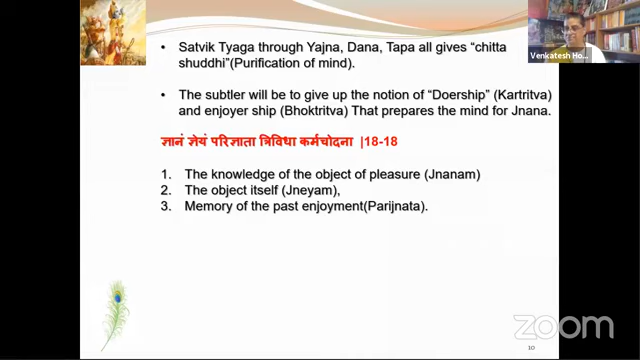 • Satvik Tyaga through Yajna, Dana, Tapa all gives “chitta
shuddhi”(Purification of mind).
• The subtler will be to give up the notion of “Doership” (Kartritva)
and enjoyer ship (Bhoktritva) That prepares the mind for Jnana.
ज्ञानं ज्ञेयं परिज्ञाता त्रिविधा कर्मचोदना |18-18
1. The knowledge of the object of pleasure (Jnanam)
2. The object itself (Jneyam),
3. Memory of the past enjoyment(Parijnata).
Venkatesh Ho...
zoom
10